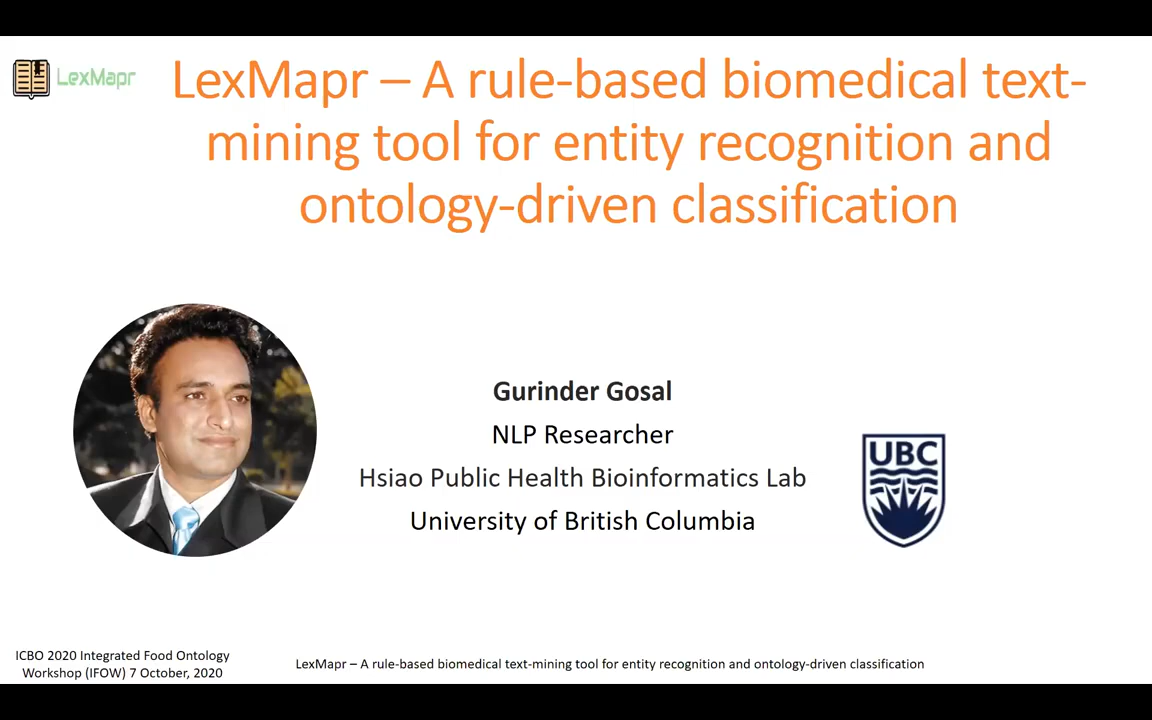 LexMapr
LexMapr – A rule-based biomedical text-
mining tool for entity recognition and
ontology-driven classification
Gurinder Gosal
NLP Researcher
Hsiao Public Health Bioinformatics Lab
University of British Columbia
UBC
ICBO 2020 Integrated Food Ontology
Workshop (IFOW) 7 October, 2020
LexMapr – A rule-based biomedical text-mining tool for entity recognition and ontology-driven classification